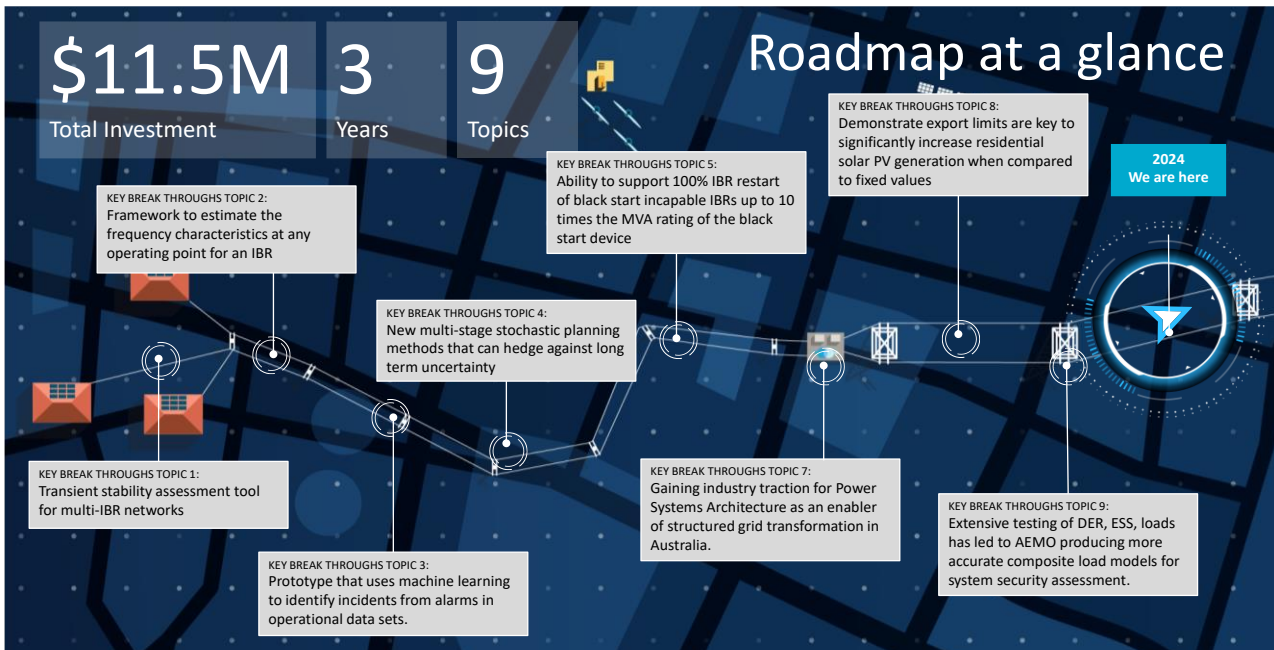 $11.5M
Total Investment
3
Years
9
Topics
Roadmap at a glance
KEY BREAK THROUGHS TOPIC 8:
Demonstrate export limits are key to
significantly increase residential
solar PV generation when compared
to fixed values
2024
We are here
KEY BREAK THROUGHS TOPIC 5:
Ability to support 100% IBR restart
of black start incapable IBRs up to 10
times the MVA rating of the black
start device
KEY BREAK THROUGHS TOPIC 2:
Framework to estimate the
frequency characteristics at any
operating point for an IBR
KEY BREAK THROUGHS TOPIC 4:
New multi-stage stochastic planning
methods that can hedge against long
term uncertainty
KEY BREAK THROUGHS TOPIC 1:
Transient stability assessment tool
for multi-IBR networks
KEY BREAK THROUGHS TOPIC 7:
Gaining industry traction for Power
Systems Architecture as an enabler
of structured grid transformation in
Australia.
KEY BREAK THROUGHS TOPIC 9:
Extensive testing of DER, ESS, loads
has led to AEMO producing more
accurate composite load models for
system security assessment.
KEY BREAK THROUGHS TOPIC 3:
Prototype that uses machine learning
to identify incidents from alarms in
operational data sets.